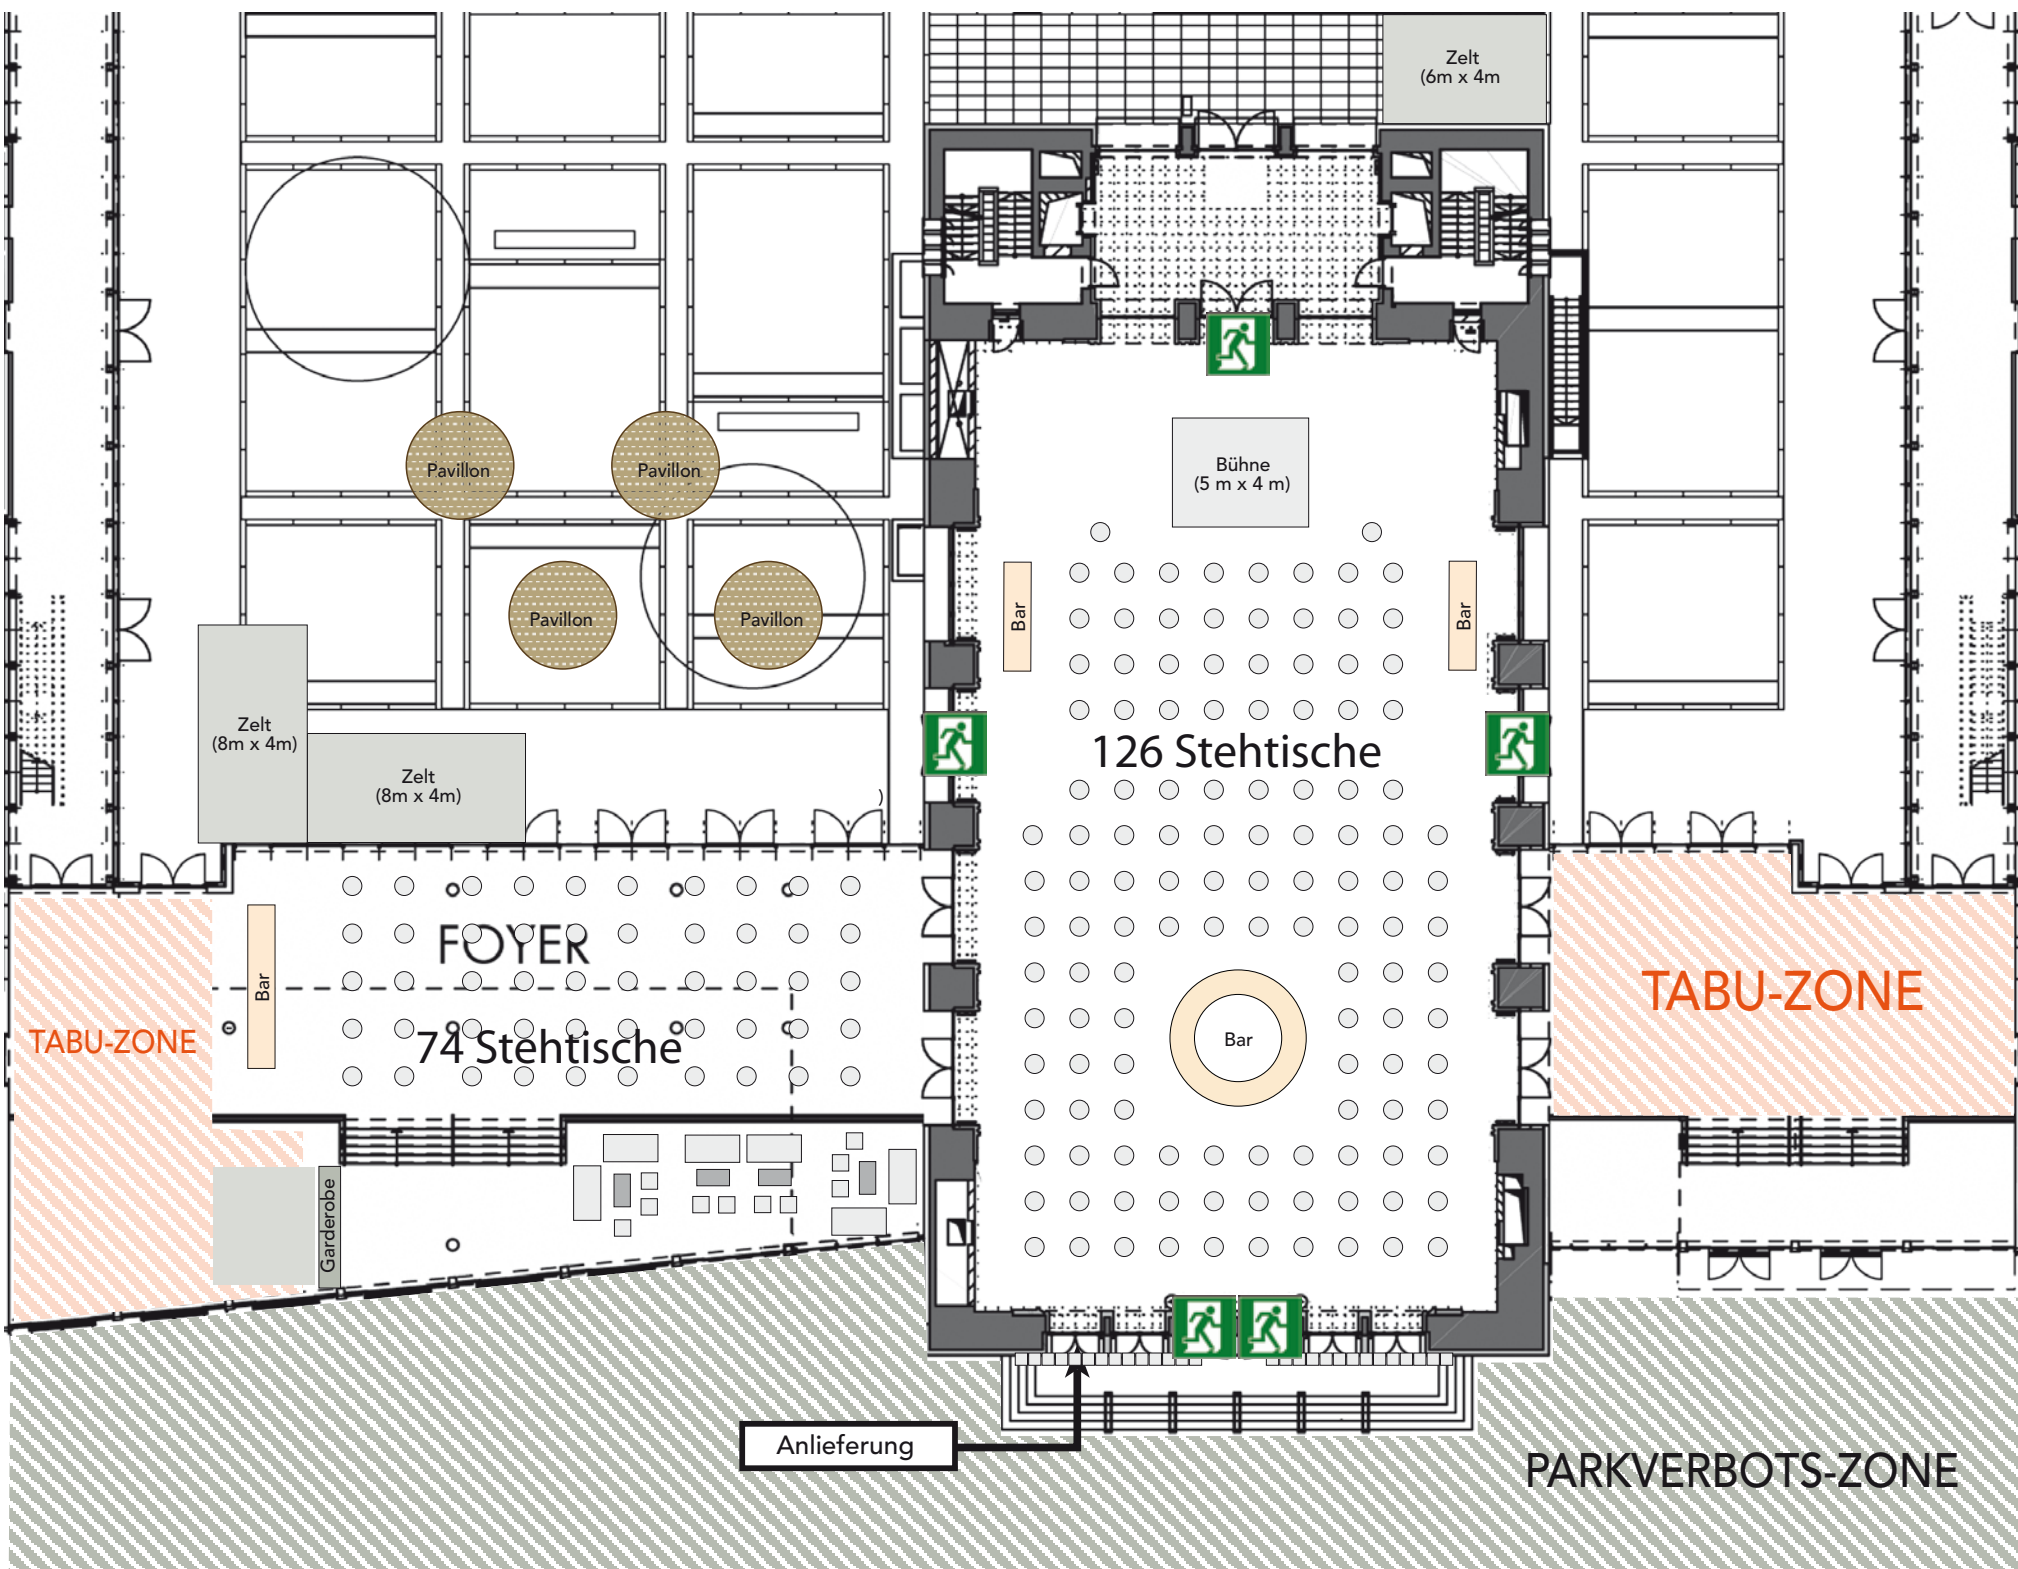 Zelt
(6m x 4m
Pavillon
Pavillon
Bühne
(5 m x 4 m)
Bar
Bar
Pavillon
Pavillon
Zelt
(8m x 4m)
Zelt
(8m x 4m)
)
126 Stehtische
FOYER
Bar
74 Stehtische
TABU-ZONE
TABU-ZONE
Bar
Garderobe
Anlieferung
PARKVERBOTS-ZONE